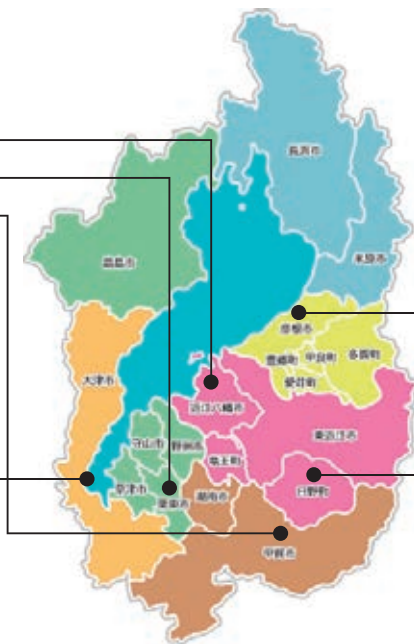 長浜市
高島市
米原市
彦根市
豊郷町
甲良町
多賀町
愛荘町
大津市
近江八幡市
東近江市
守山市
野洲市
竜王町
草津市
栗東市
湖南市
日野町
甲賀市